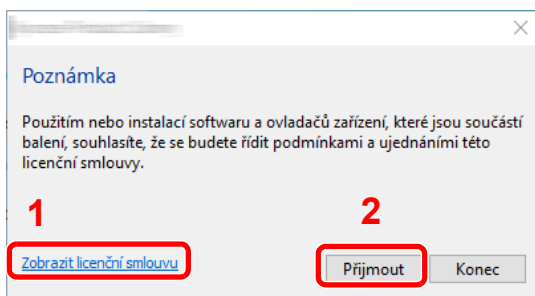 Poznámka
Použitím nebo instalací softwaru a ovladačů zařízení, které jsou součástí
balení, souhlasíte, že se budete řídit podmínkami a ujednáními této
licenční smlouvy.
1
2
Zobrazit licenční smlouvu
Přijmout
Konec